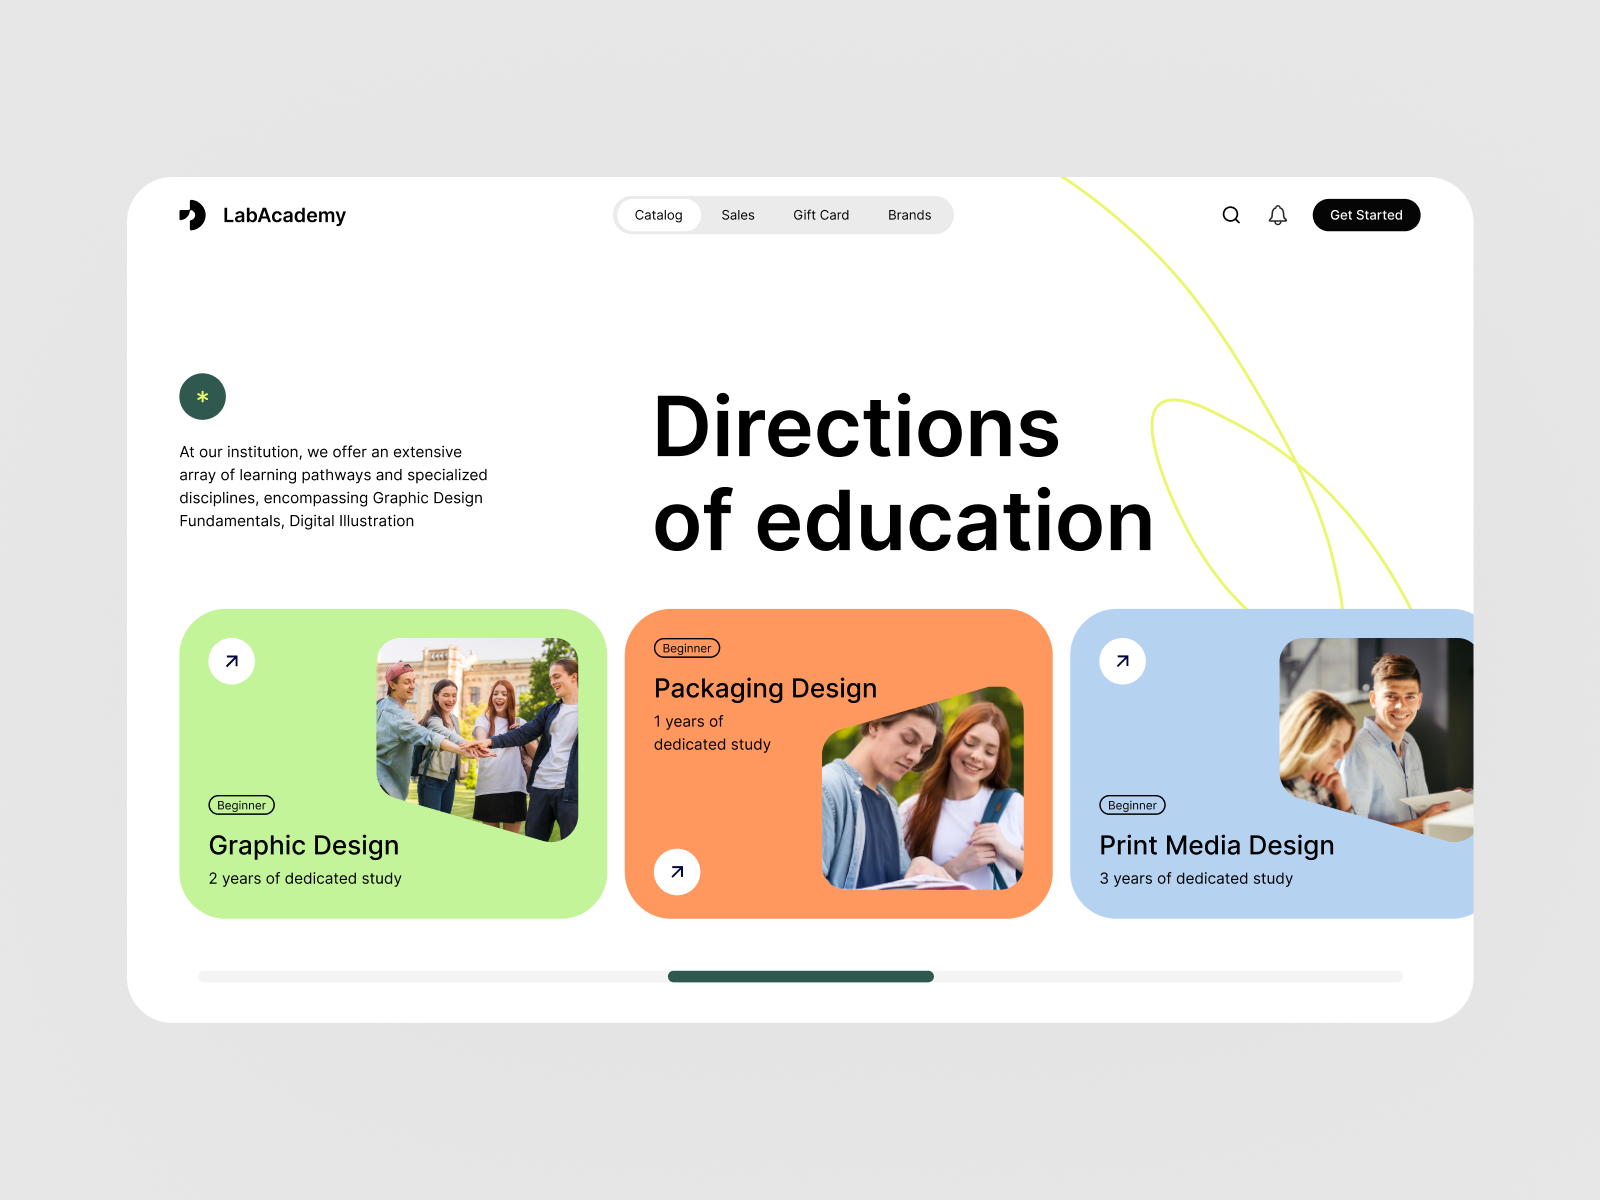 LabAcademy
Catalog
Sales
Gift Card
Brands
Get Started
*
At our institution, we offer an extensive
array of learning pathways and specialized
disciplines, encompassing Graphic Design
Fundamentals, Digital Illustration
Directions
of education
Beginner
Graphic Design
2 years of dedicated study
Beginner
Packaging Design
1 years of
dedicated study
Beginner
Print Media Design
3 years of dedicated study